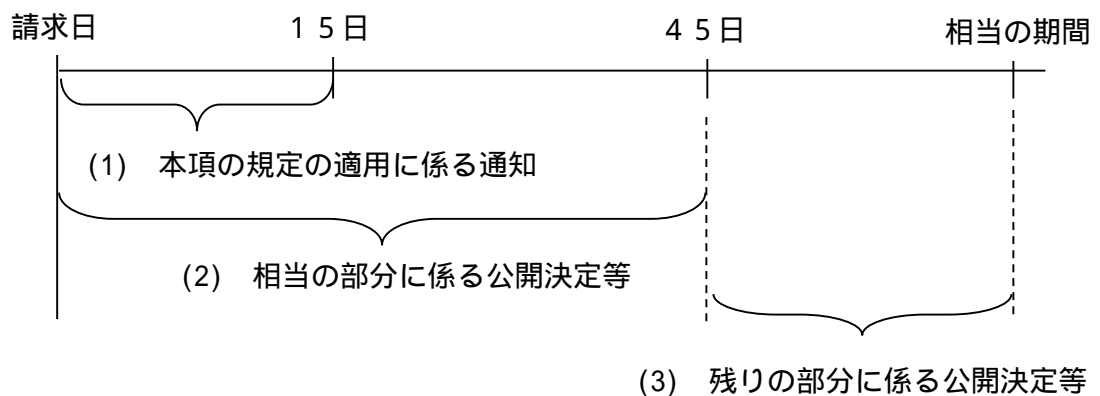 請求日 15日 45日 相当の期間
(1) 本項の規定の適用に係る通知
(2) 相当の部分に係る公開決定等
(3) 残りの部分に係る公開決定等